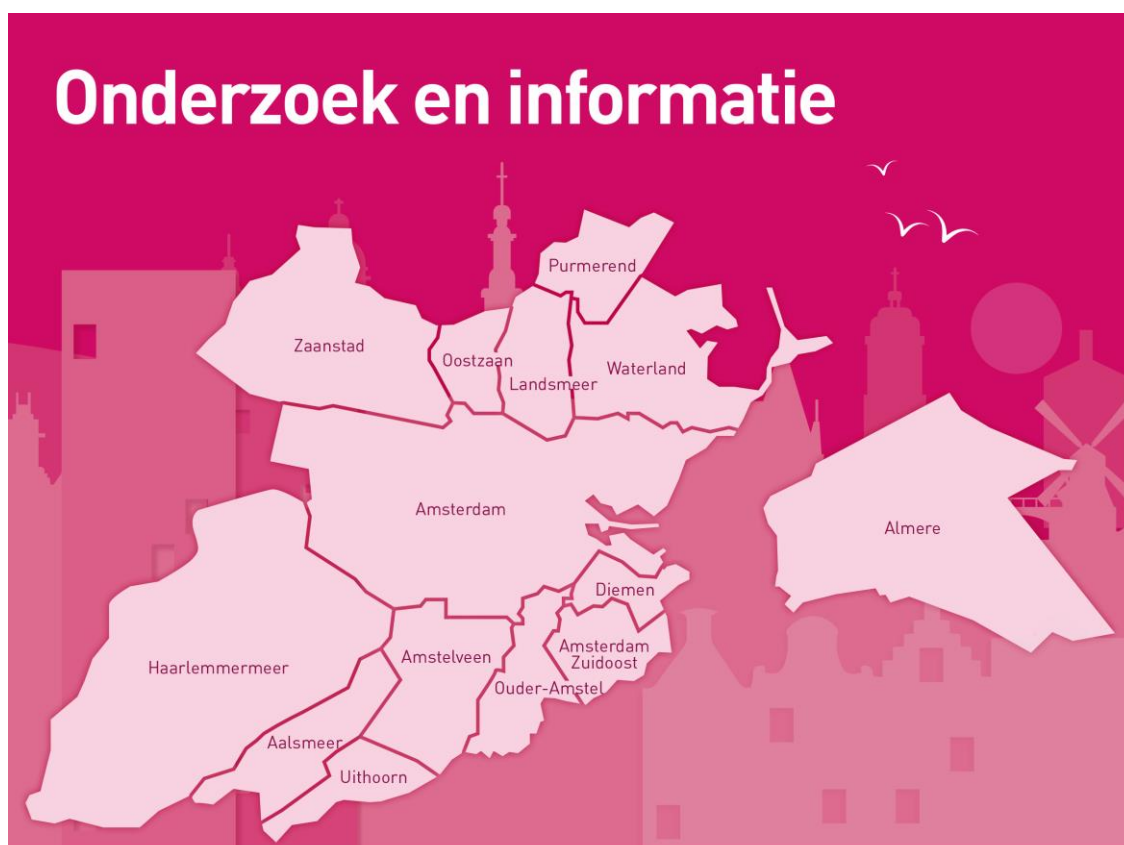 Onderzoek en informatie
Purmerend
Zaanstad
Oostzaan
Landsmeer
Waterland
Amsterdam
Almere
Diemen
Amsterdam
Zuidoost
Amstelveen
Haarlemmermeer
Ouder-Amstel
Aalsmeer
Uithoorn